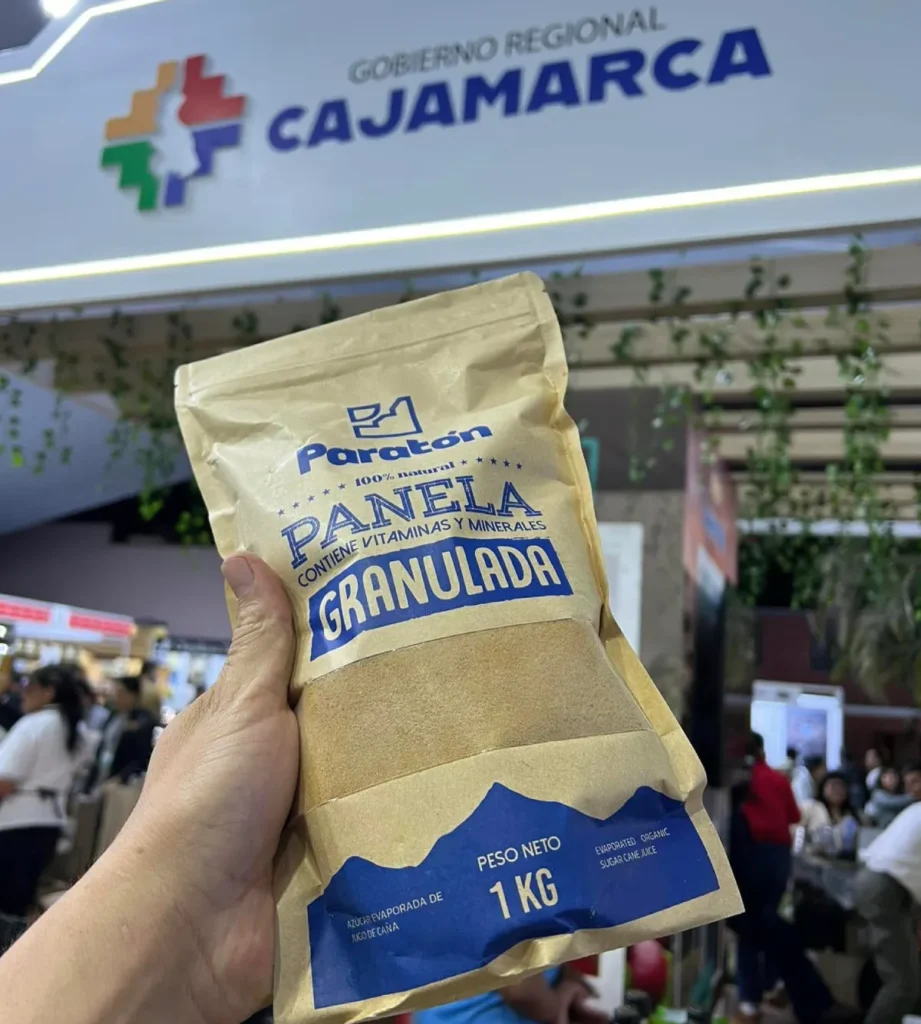 GOBIERNO REGIONAL
CAJAMARCA
Paratón
100% natural
PANELA
CONTIENE VITAMINAS Y MINERALES
GRANULADA
PESO NETO
1 KG
AZÚCAR EVAPORADA DE
JUGO DE CAÑA
EVAPORATED ORGANIC
SUGAR CANE JUICE